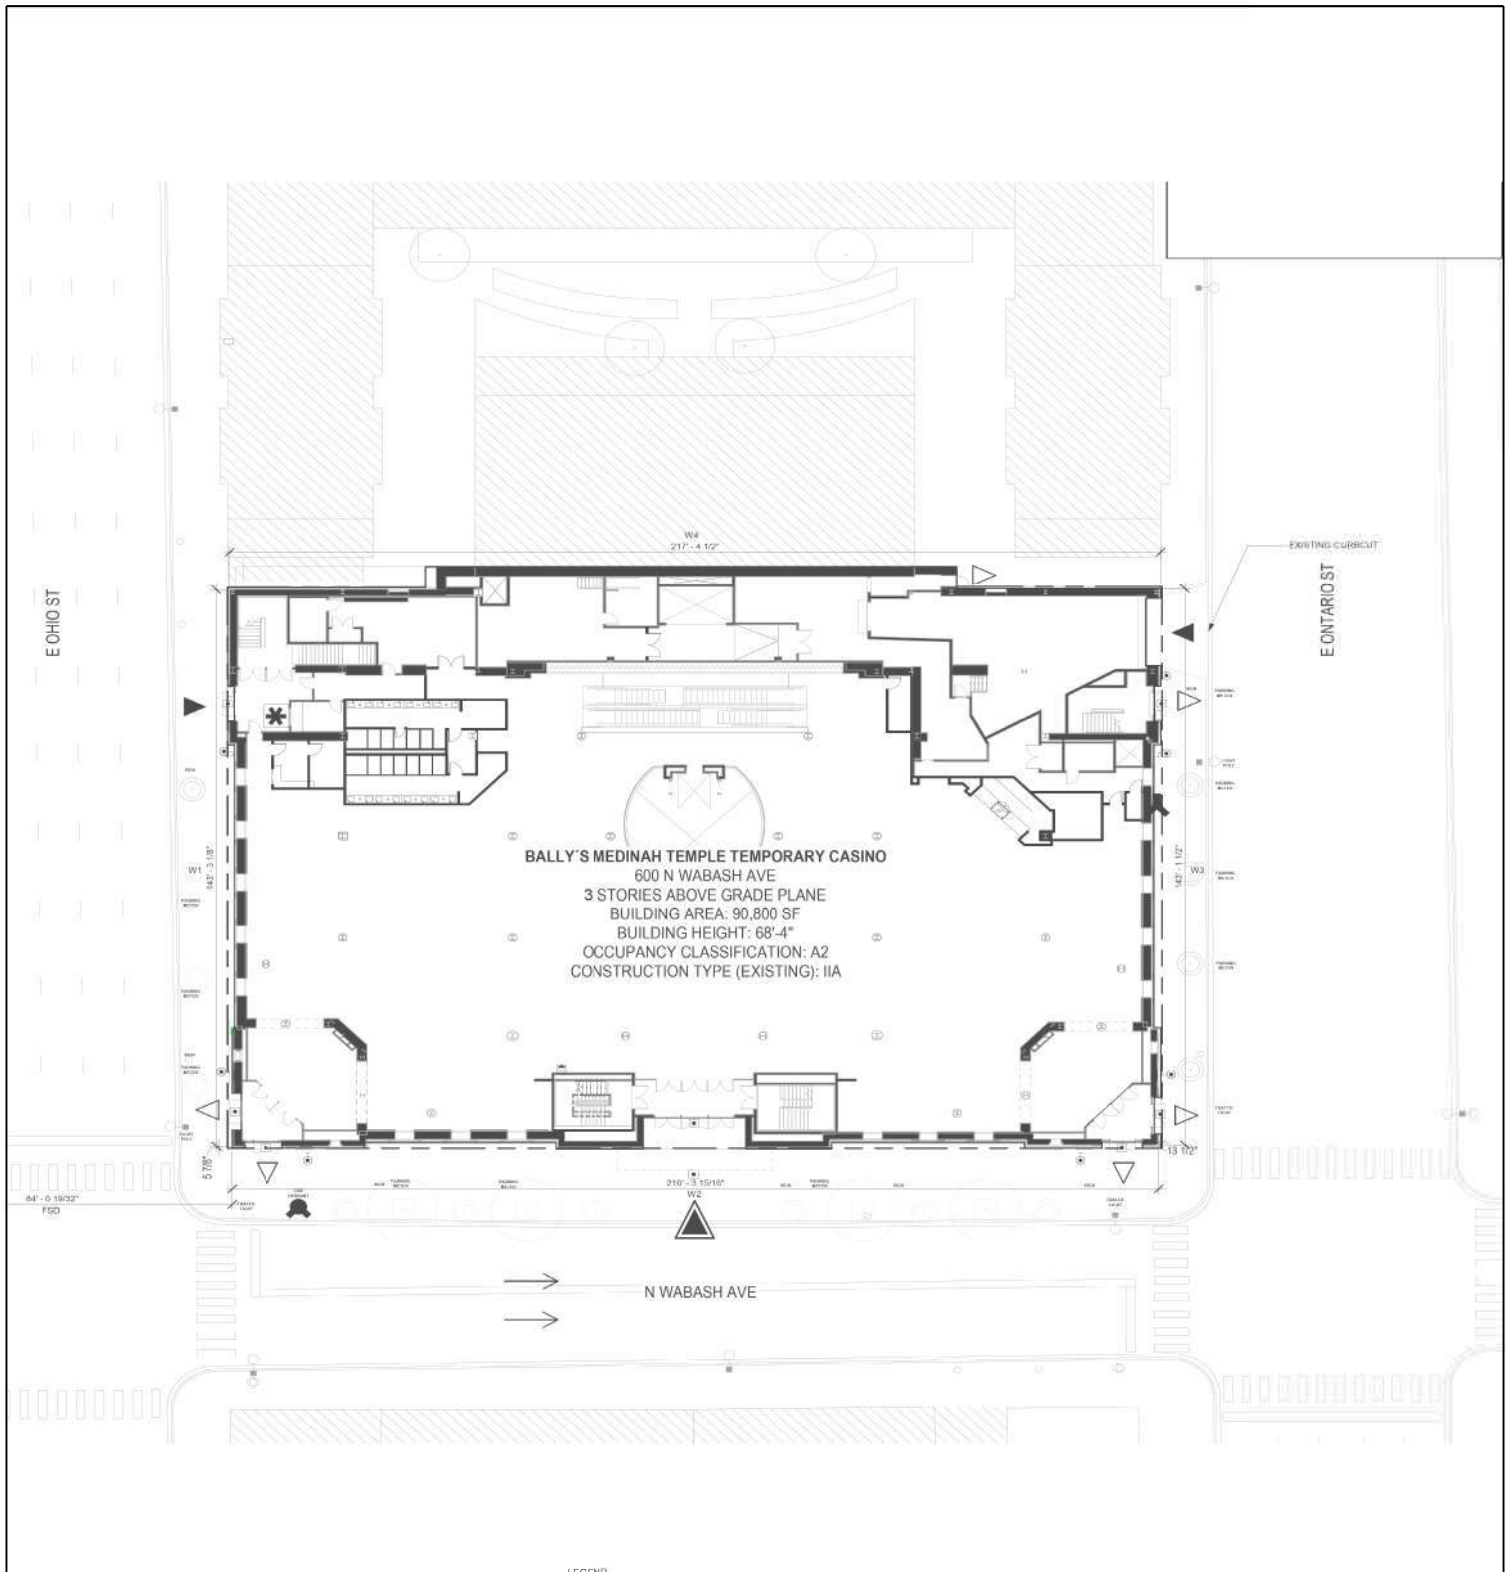 W4
217' - 4 1/2"
EXISTING CURBCUT
E OHIO ST
E ONTARIO ST
W1
143' - 3 1/8"
143' - 1 1/2"
W3
BALLY'S MEDINAH TEMPLE TEMPORARY CASINO
600 N WABASH AVE
3 STORIES ABOVE GRADE PLANE
BUILDING AREA: 90,800 SF
BUILDING HEIGHT: 68'-4"
OCCUPANCY CLASSIFICATION: A2
CONSTRUCTION TYPE (EXISTING): IIA
5 7/8"
13 1/2"
84' - 0 19/32"
FSD
216' - 3 15/16"
W2
N WABASH AVE
LEGEND